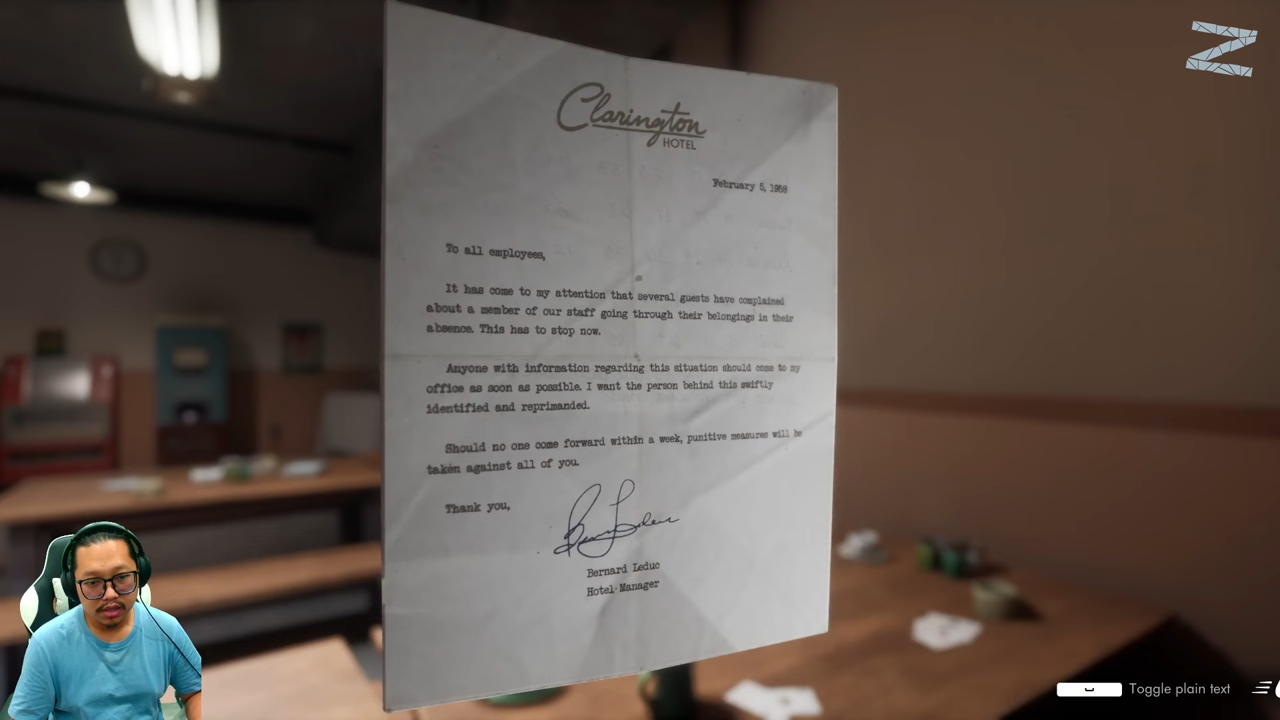 Z
Clarington
HOTEL
February 5, 1958
To all employees,
It has come to my attention that several guests have complained
about a member of our staff going through their belongings in their
absence. This has to stop now.
Anyone with information regarding this situation should come to my
office as soon as possible. I want the person behind this swiftly
identified and reprimanded.
Should no one come forward within a week, punitive measures will be
taken against all of you.
Thank you,
Bernard Leduc
Hotel Manager
Toggle plain text